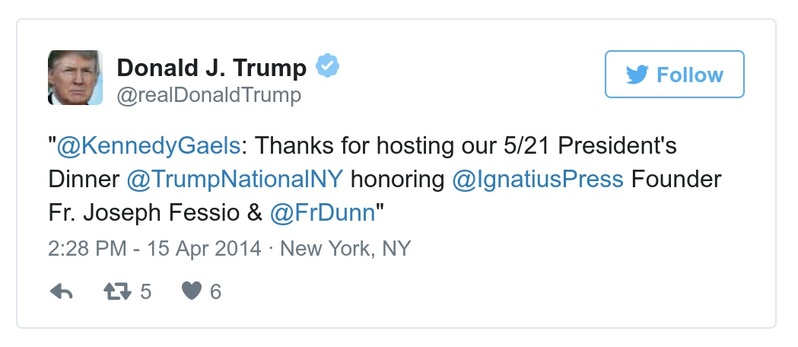 Donald J. Trump
@realDonaldTrump
Follow
"@KennedyGaels: Thanks for hosting our 5/21 President's
Dinner @TrumpNationalNY honoring @IgnatiusPress Founder
Fr. Joseph Fessio & @FrDunn"
2:28 PM - 15 Apr 2014 · New York, NY
5
6